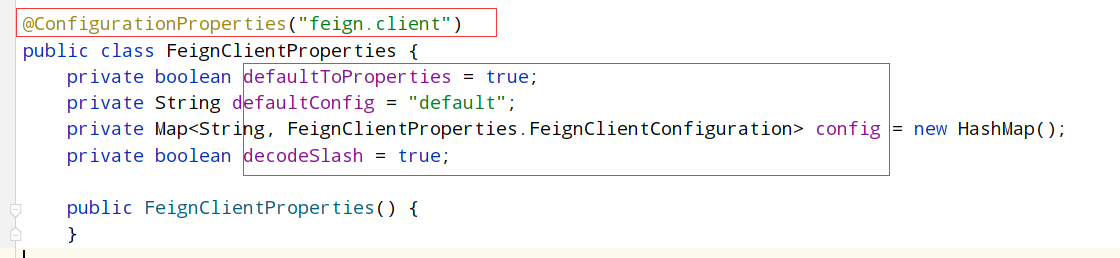 @ConfigurationProperties("feign.client")
public class FeignClientProperties {
    private boolean defaultToProperties = true;
    private String defaultConfig = "default";
    private Map<String, FeignClientProperties.FeignClientConfiguration> config = new HashMap();
    private boolean decodeSlash = true;
    public FeignClientProperties() {
    }